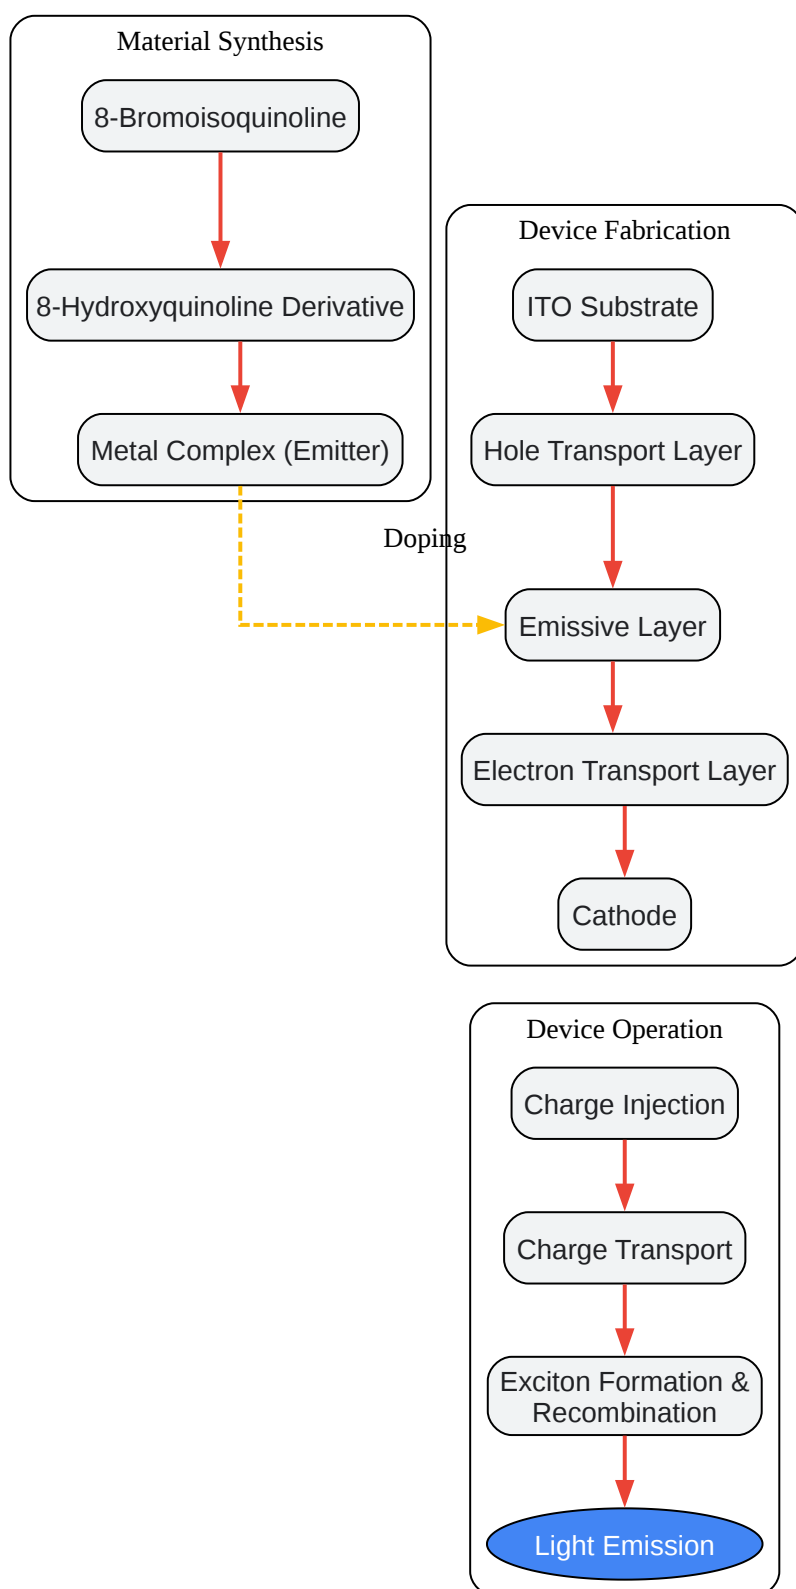 Material Synthesis
8-Bromoisoquinoline
8-Hydroxyquinoline Derivative
Metal Complex (Emitter)
Doping
Device Fabrication
ITO Substrate
Hole Transport Layer
Emissive Layer
Electron Transport Layer
Cathode
Device Operation
Charge Injection
Charge Transport
Exciton Formation &
Recombination
Light Emission